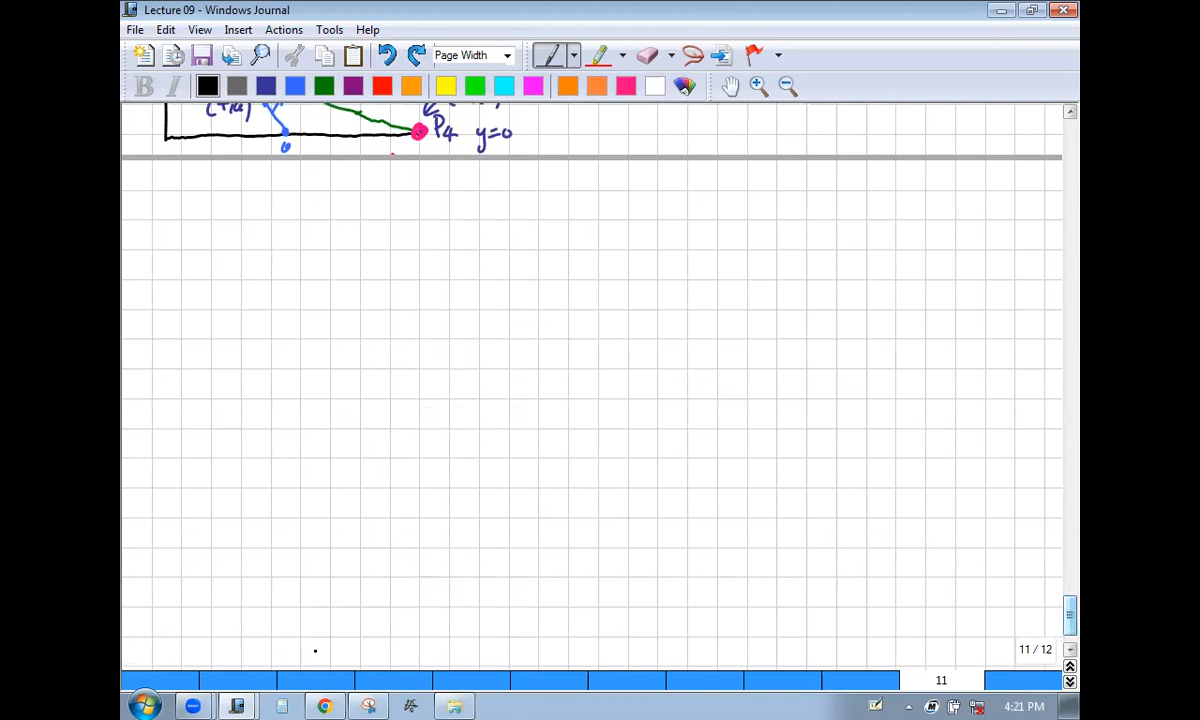 Lecture 09 - Windows Journal
File Edit View Insert Actions Tools Help
Page Width
B I
P4 y=0
11 / 12
11
4:21 PM